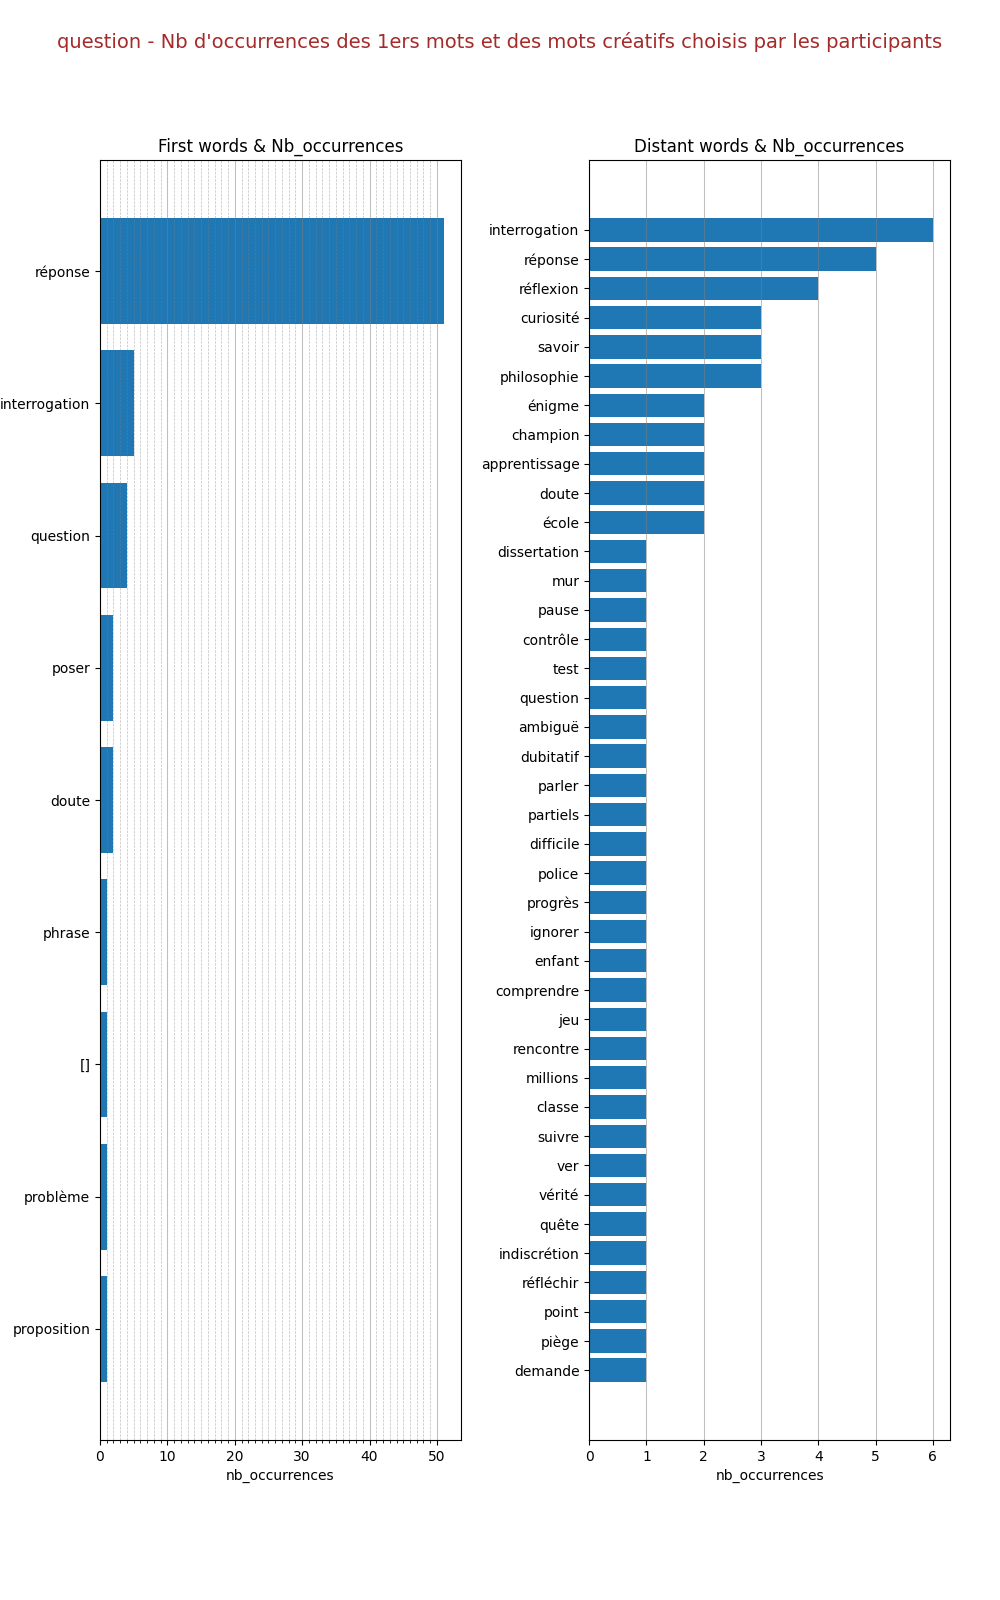 question - Nb d'occurrences des 1ers mots et des mots créatifs choisis par les participants
First words & Nb_occurrences
réponse
interrogation
question
poser
doute
phrase
[]
problème
proposition
0 10 20 30 40 50
nb_occurrences
Distant words & Nb_occurrences
interrogation
réponse
réflexion
curiosité
savoir
philosophie
énigme
champion
apprentissage
doute
école
dissertation
mur
pause
contrôle
test
question
ambiguë
dubitatif
parler
partiels
difficile
police
progrès
ignorer
enfant
comprendre
jeu
rencontre
millions
classe
suivre
ver
vérité
quête
indiscrétion
réfléchir
point
piège
demande
0 1 2 3 4 5 6
nb_occurrences